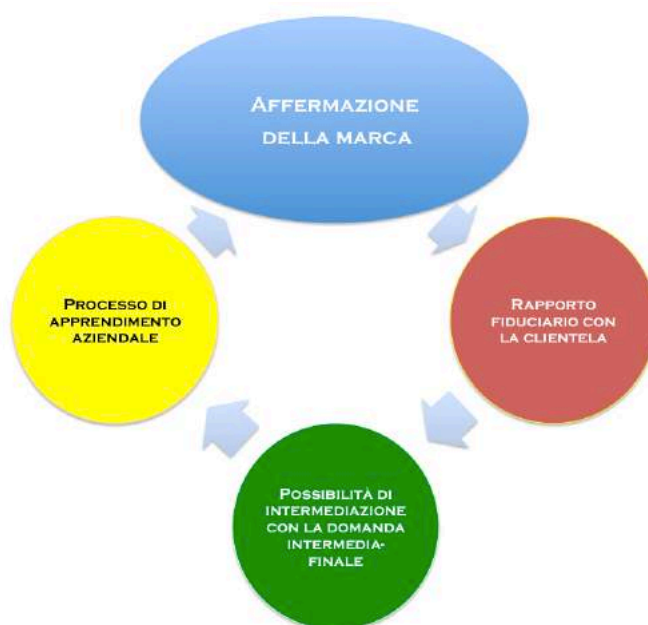 AFFERMAZIONE
DELLA MARCA
PROCESSO DI
APPRENDIMENTO
AZIENDALE
RAPPORTO
FIDUCIARIO CON
LA CLIENTELA
POSSIBILITÀ DI
INTERMEDIAZIONE
CON LA DOMANDA
INTERMEDIA-
FINALE